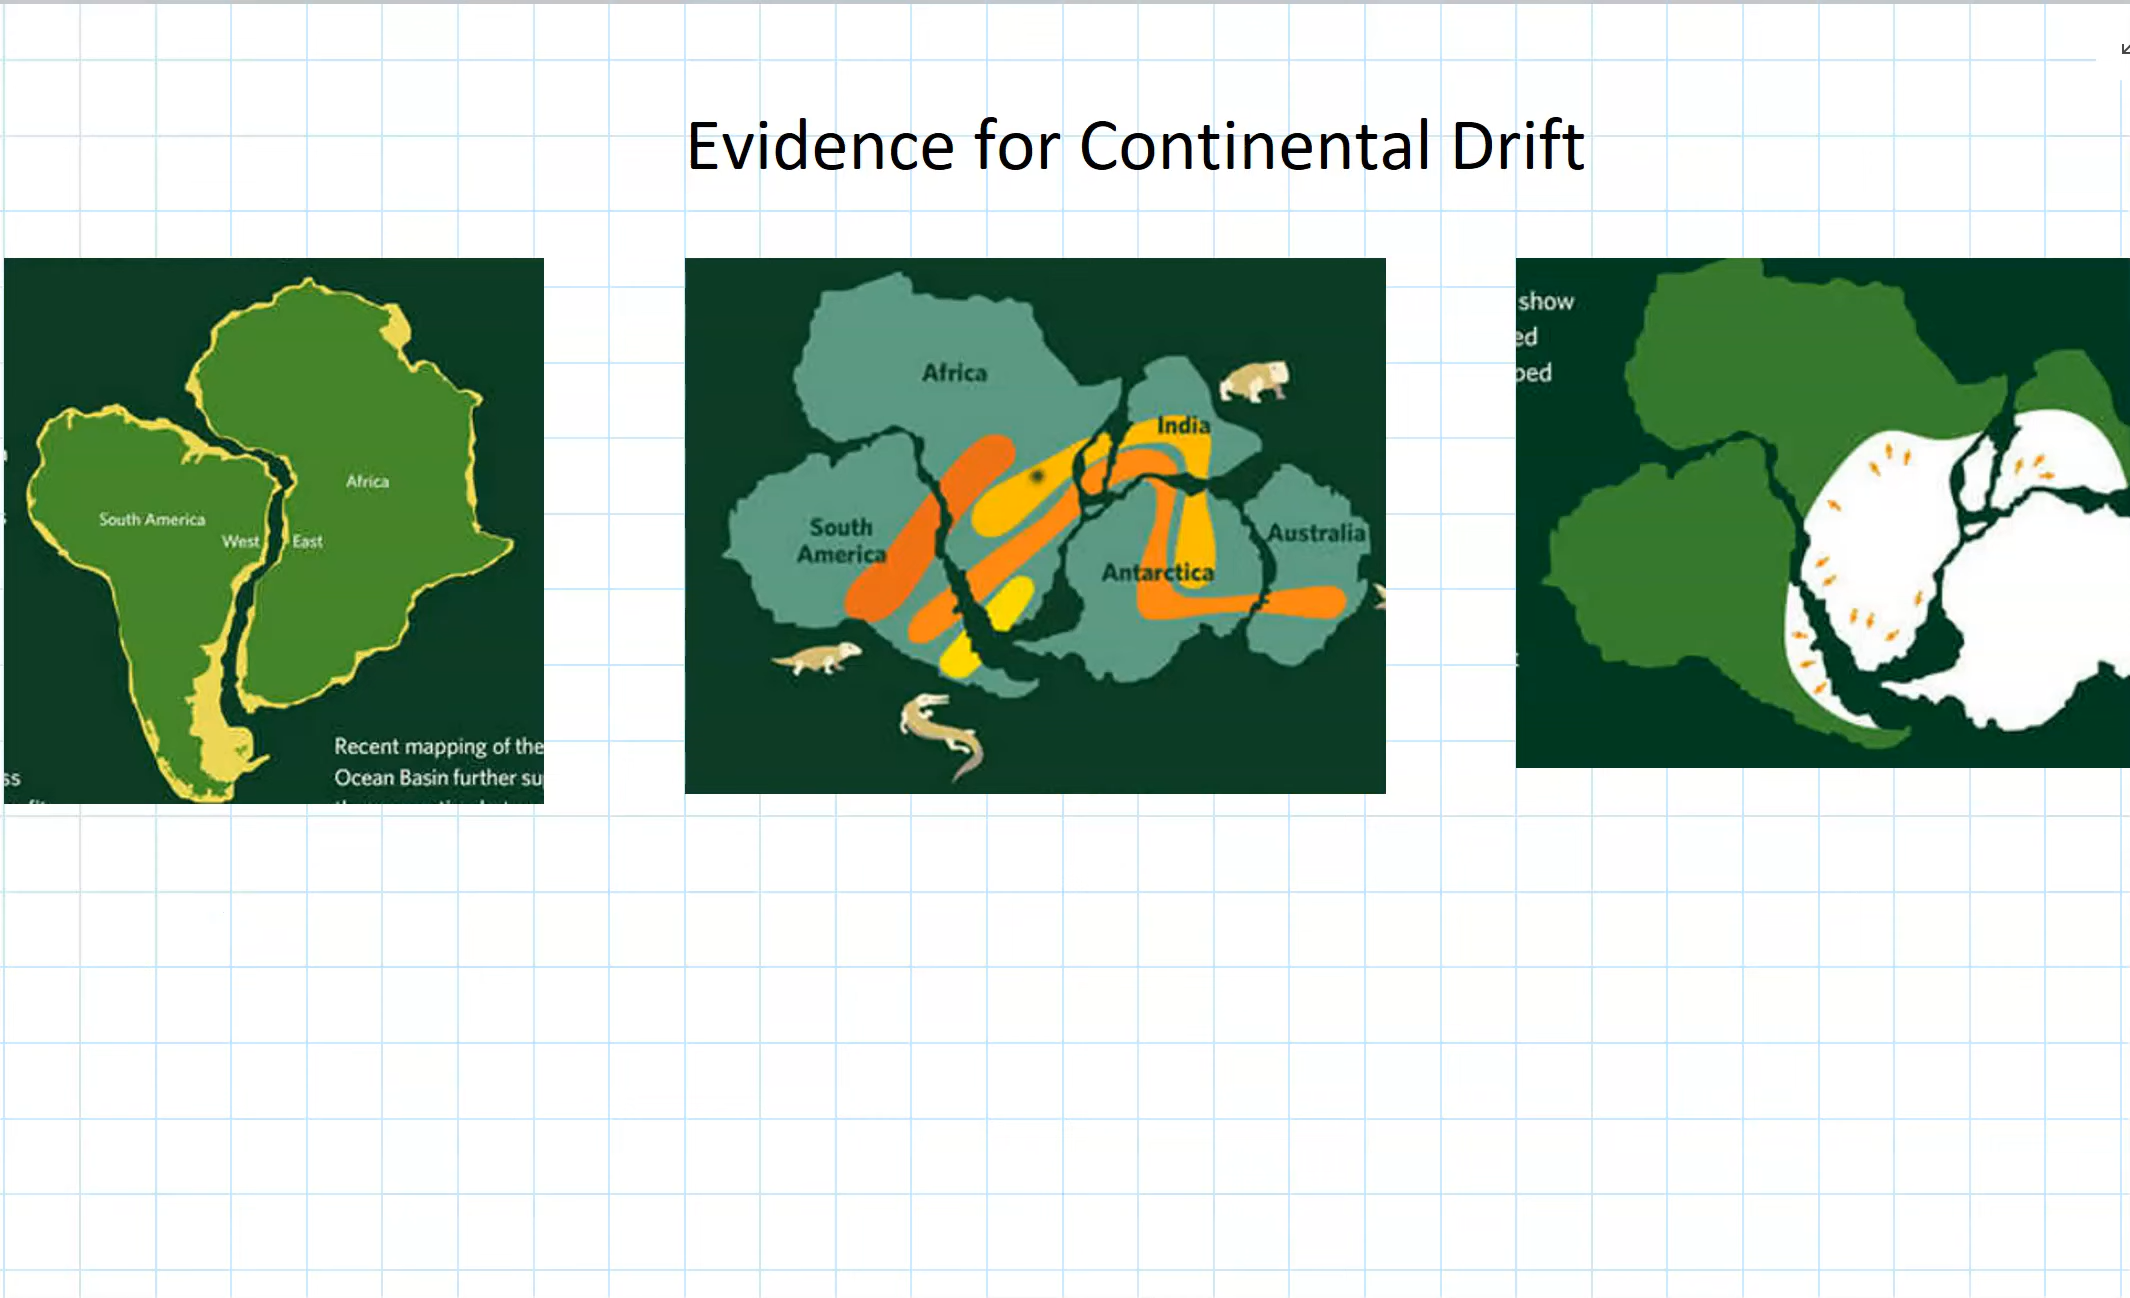 Evidence for Continental Drift
South America
Africa
West
East
ss
Recent mapping of the
Ocean Basin further su
Africa
India
South
America
Australia
Antarctica
show
ed
ped